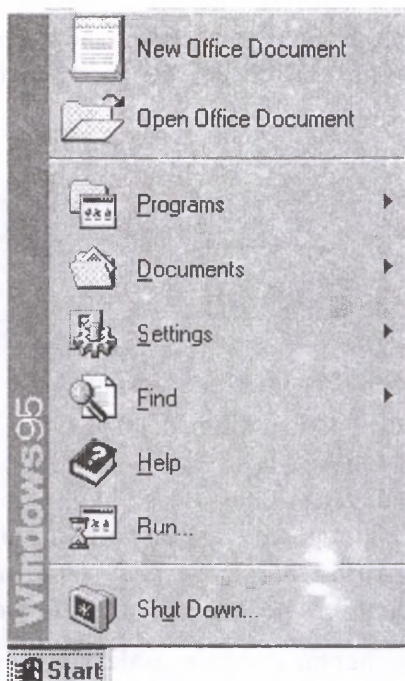 New Office Document
Open Office Document
Programs
Documents
Settings
Find
Help
Run...
Shut Down...
Windows95
Start